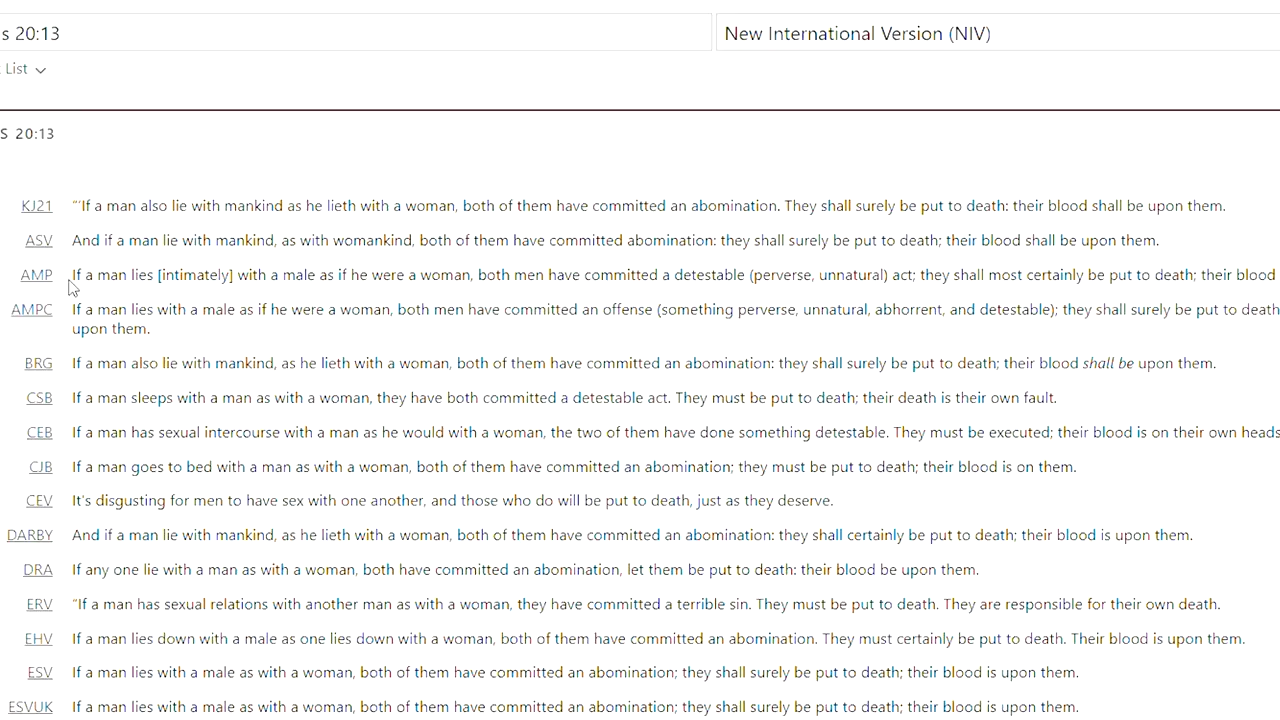 s 20:13
New International Version (NIV)
List
S 20:13
KJ21 “‘If a man also lie with mankind as he lieth with a woman, both of them have committed an abomination. They shall surely be put to death: their blood shall be upon them.
ASV And if a man lie with mankind, as with womankind, both of them have committed abomination: they shall surely be put to death; their blood shall be upon them.
AMP If a man lies [intimately] with a male as if he were a woman, both men have committed a detestable (perverse, unnatural) act; they shall most certainly be put to death; their blood
AMPC If a man lies with a male as if he were a woman, both men have committed an offense (something perverse, unnatural, abhorrent, and detestable); they shall surely be put to death
upon them.
BRG If a man also lie with mankind, as he lieth with a woman, both of them have committed an abomination: they shall surely be put to death; their blood shall be upon them.
CSB If a man sleeps with a man as with a woman, they have both committed a detestable act. They must be put to death; their death is their own fault.
CEB If a man has sexual intercourse with a man as he would with a woman, the two of them have done something detestable. They must be executed; their blood is on their own heads
CJB If a man goes to bed with a man as with a woman, both of them have committed an abomination; they must be put to death; their blood is on them.
CEV It's disgusting for men to have sex with one another, and those who do will be put to death, just as they deserve.
DARBY And if a man lie with mankind, as he lieth with a woman, both of them have committed an abomination: they shall certainly be put to death; their blood is upon them.
DRA If any one lie with a man as with a woman, both have committed an abomination, let them be put to death: their blood be upon them.
ERV “If a man has sexual relations with another man as with a woman, they have committed a terrible sin. They must be put to death. They are responsible for their own death.
EHV If a man lies down with a male as one lies down with a woman, both of them have committed an abomination. They must certainly be put to death. Their blood is upon them.
ESV If a man lies with a male as with a woman, both of them have committed an abomination; they shall surely be put to death; their blood is upon them.
ESVUK If a man lies with a male as with a woman, both of them have committed an abomination; they shall surely be put to death; their blood is upon them.